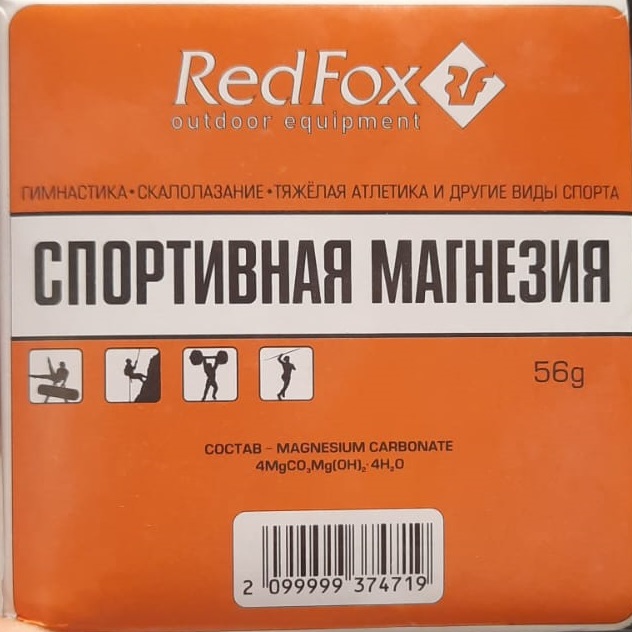 RedFox
outdoor equipment
ГИМНАСТИКА•СКАЛОЛАЗАНИЕ•ТЯЖЁЛАЯ АТЛЕТИКА И ДРУГИЕ ВИДЫ СПОРТА
СПОРТИВНАЯ МАГНЕЗИЯ
56g
СОСТАВ - MAGNESIUM CARBONATE
4MgCO₃Mg(OH)₂·4H₂O
2 099999 374719